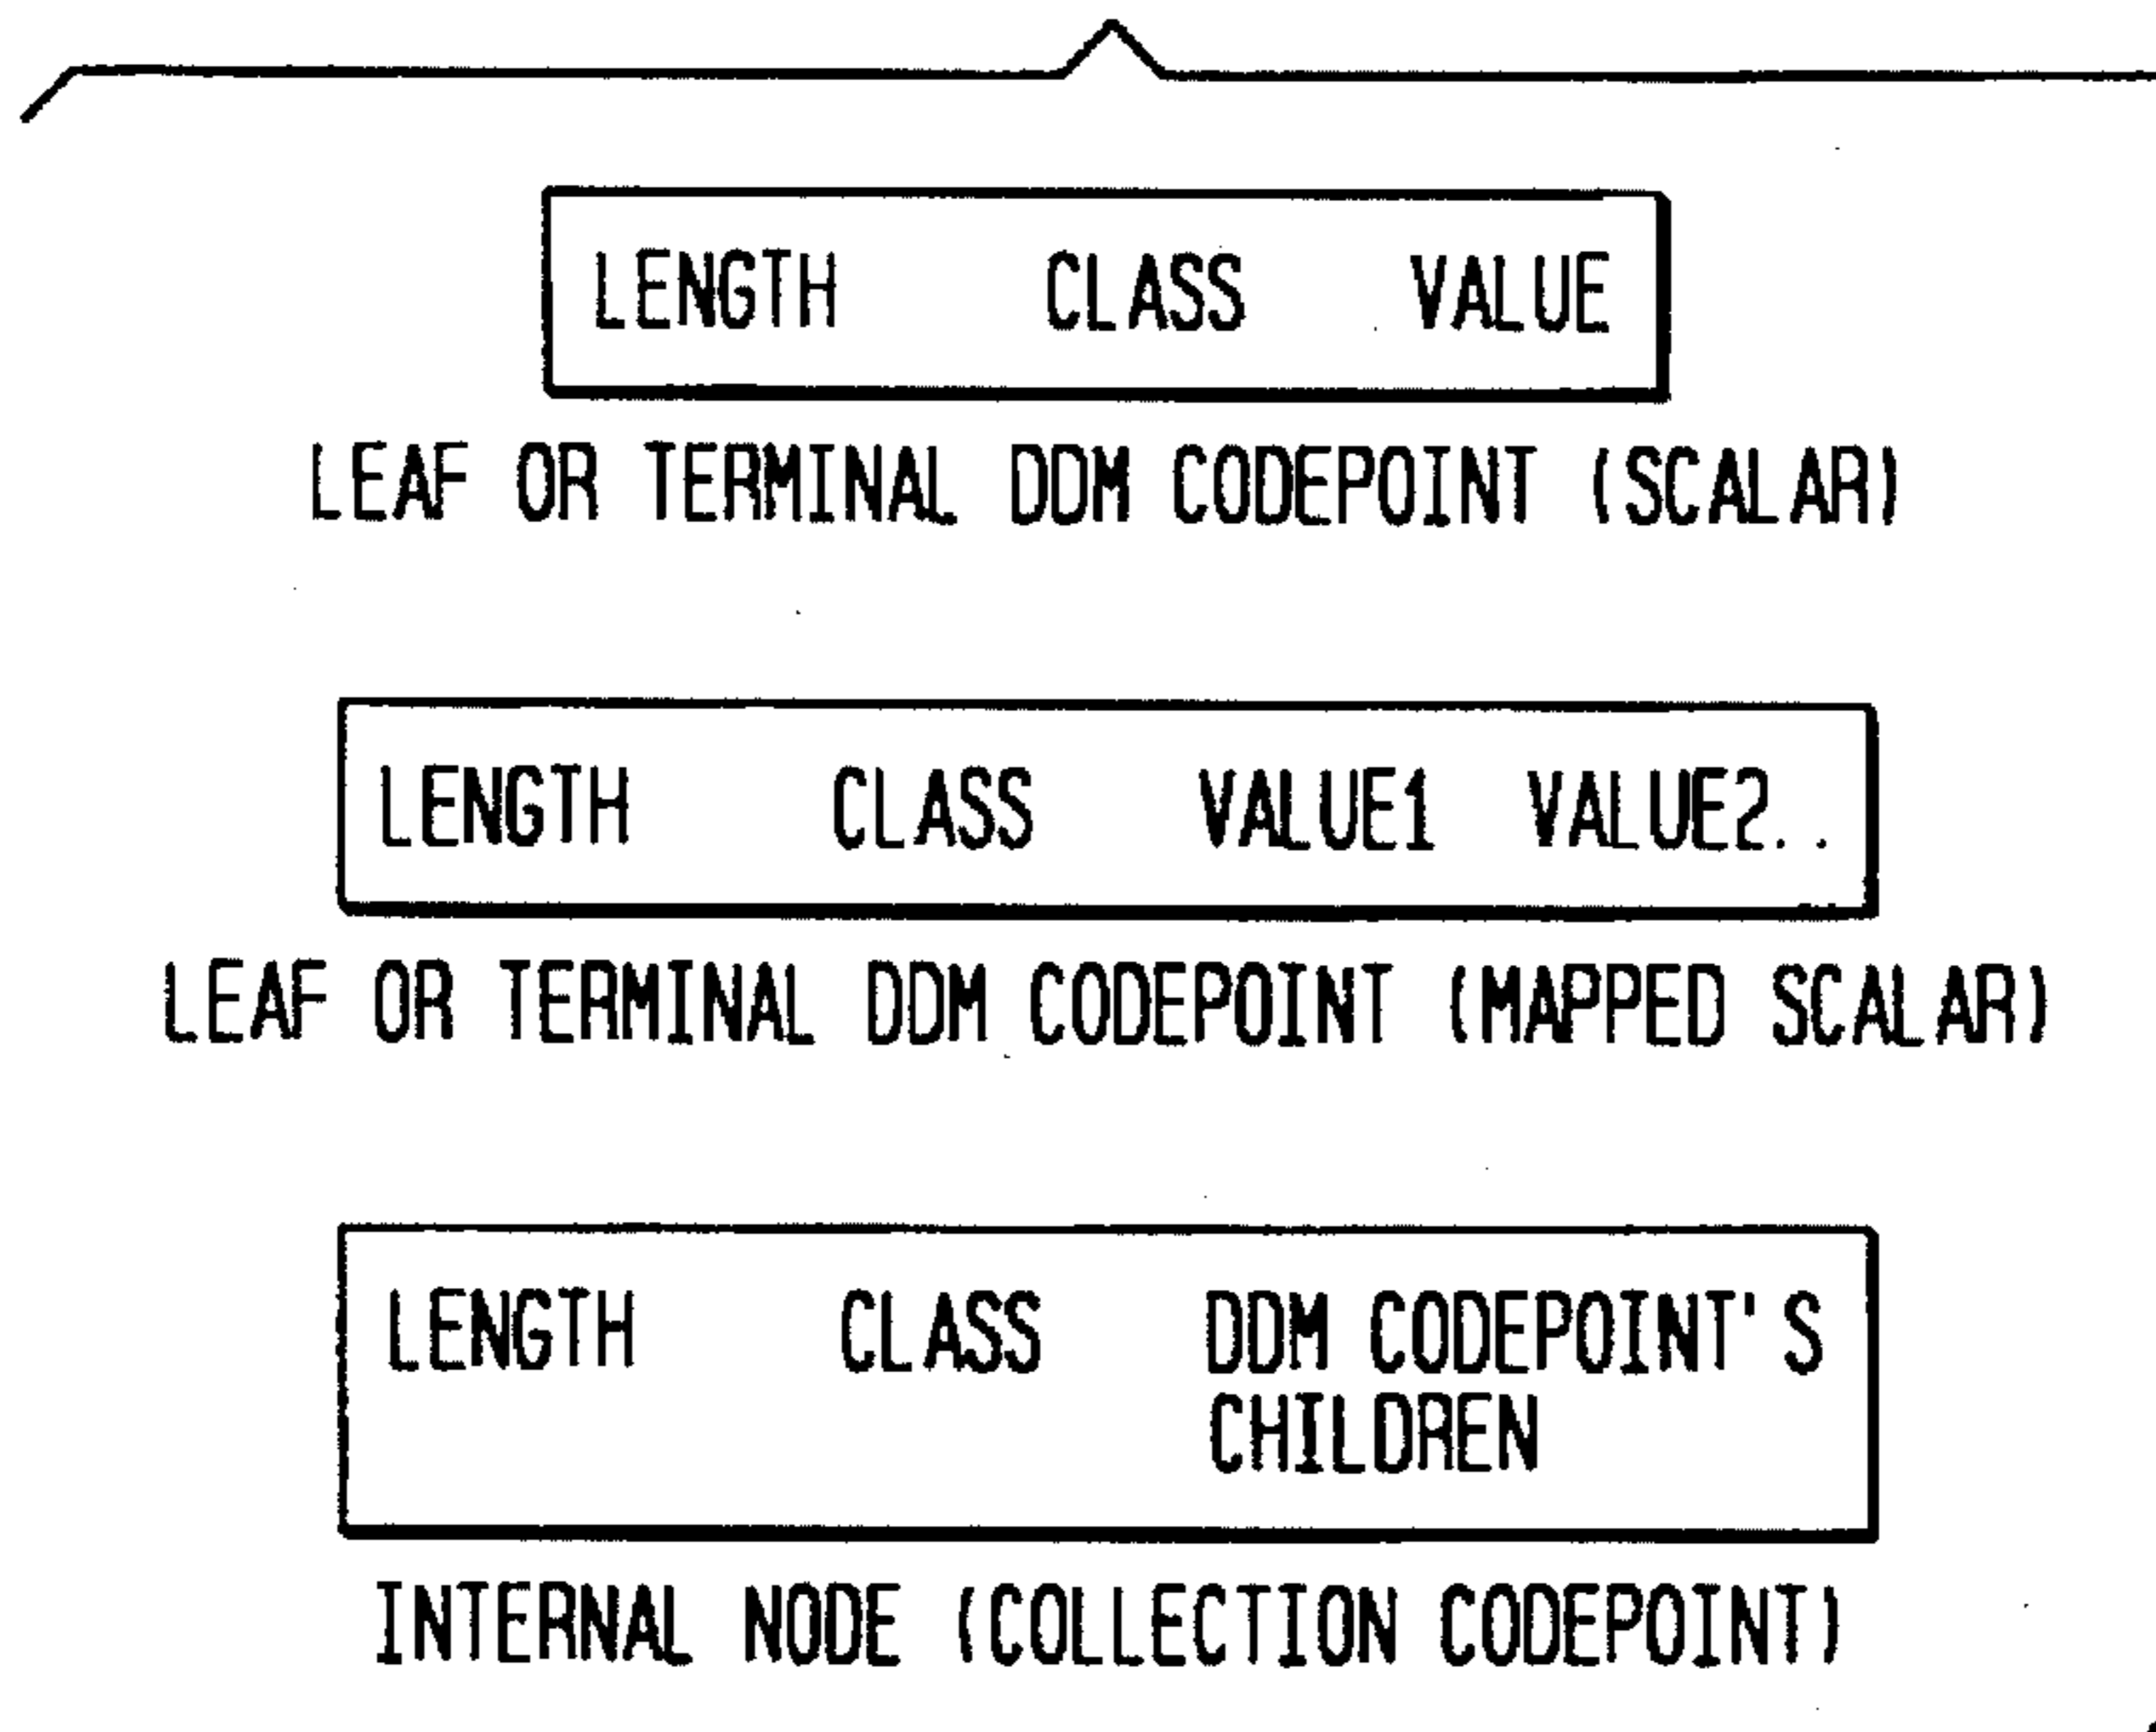 LENGTH CLASS VALUE
LEAF OR TERMINAL DDM CODEPOINT (SCALAR)
LENGTH CLASS VALUE1 VALUE2..
LEAF OR TERMINAL DDM CODEPOINT (MAPPED SCALAR)
LENGTH CLASS DDM CODEPOINT'S
CHILDREN
INTERNAL NODE (COLLECTION CODEPOINT)